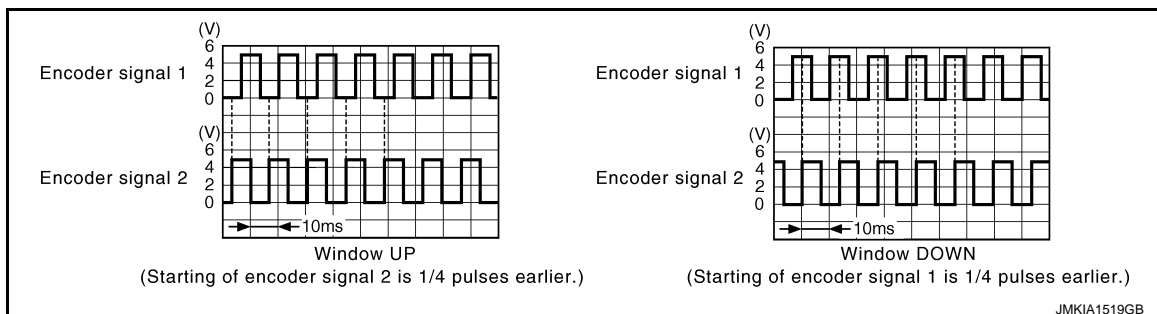 (V)
6
4
2
0
Encoder signal 1
(V)
6
4
2
0
Encoder signal 2
10ms
Window UP
(Starting of encoder signal 2 is 1/4 pulses earlier.)
(V)
6
4
2
0
Encoder signal 1
(V)
6
4
2
0
Encoder signal 2
10ms
Window DOWN
(Starting of encoder signal 1 is 1/4 pulses earlier.)
JMKIA1519GB